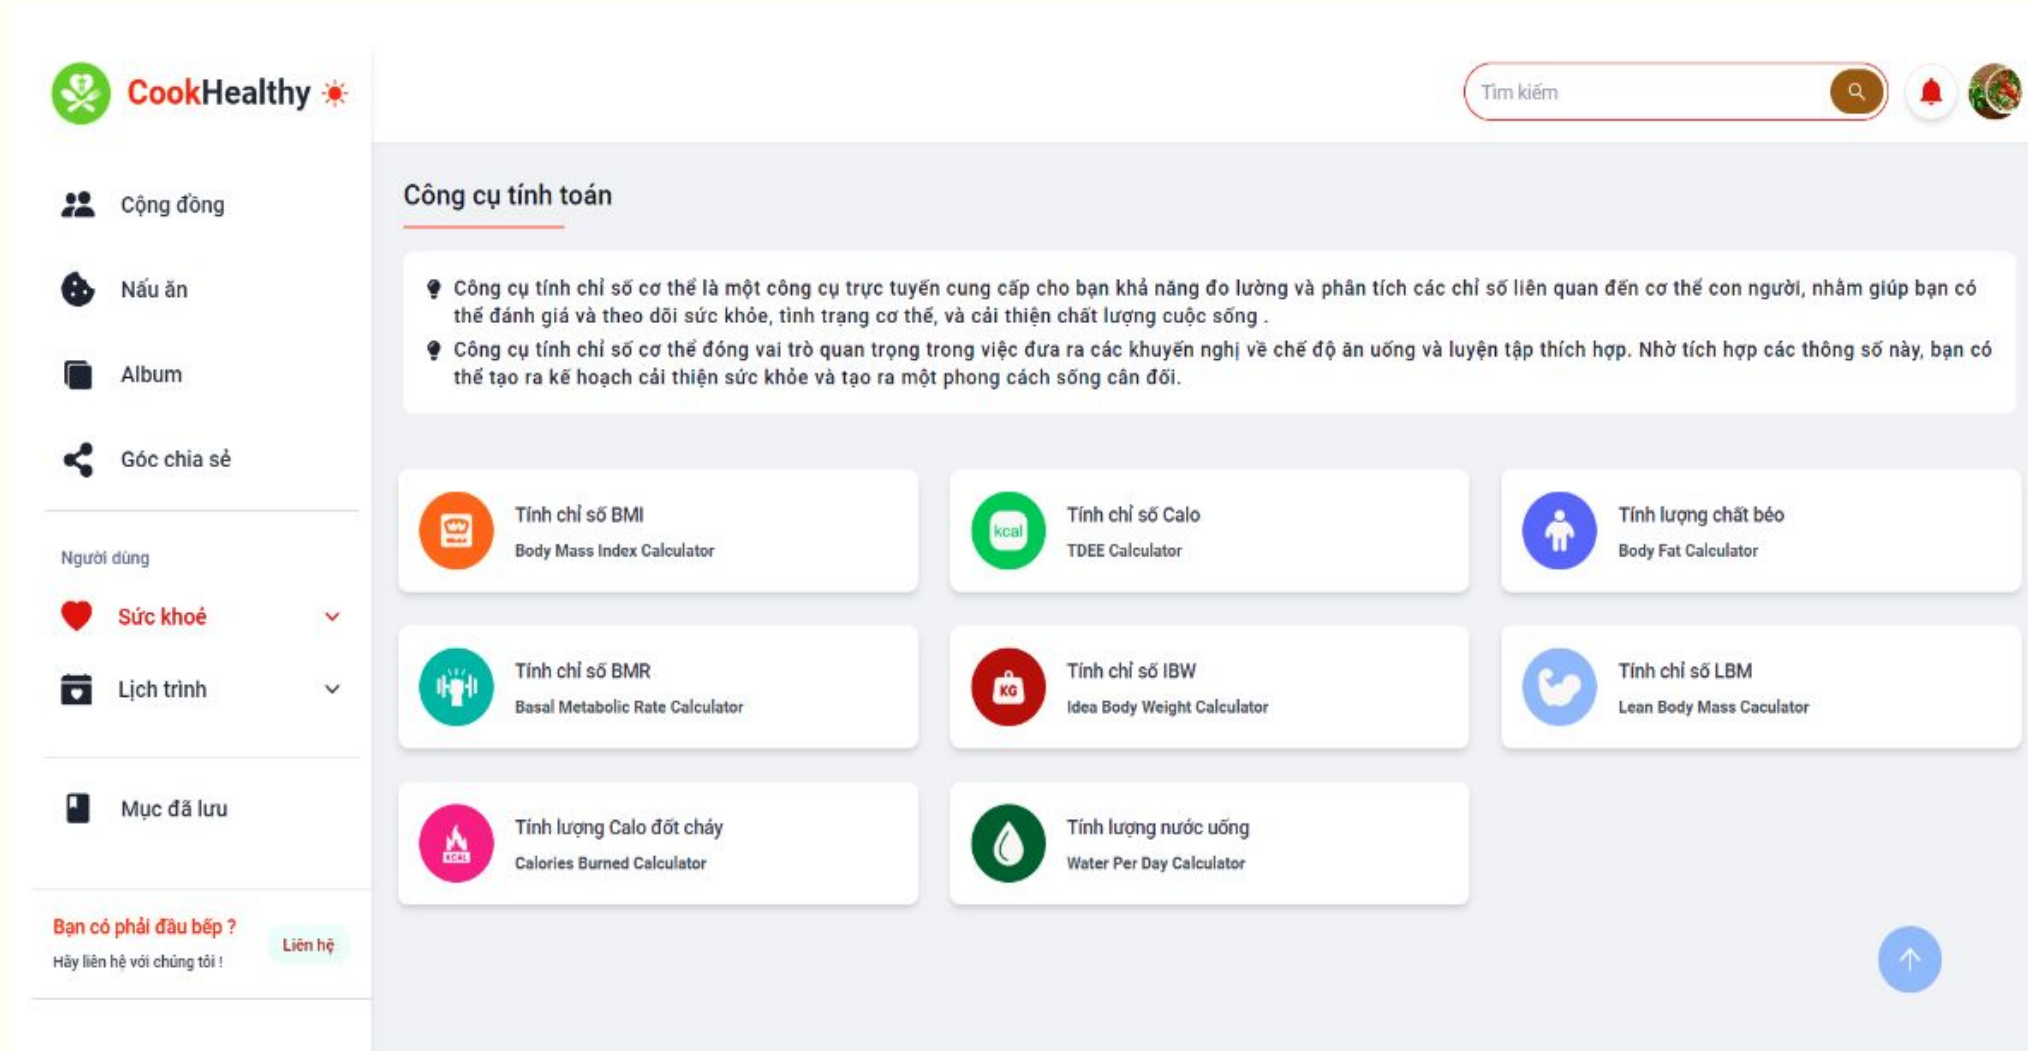 CookHealthy
Tìm kiếm
Cộng đồng
Nấu ăn
Album
Góc chia sẻ
Người dùng
Sức khoẻ
Lịch trình
Mục đã lưu
Bạn có phải đầu bếp ?
Hãy liên hệ với chúng tôi !
Liên hệ
Công cụ tính toán
Công cụ tính chỉ số cơ thể là một công cụ trực tuyến cung cấp cho bạn khả năng đo lường và phân tích các chỉ số liên quan đến cơ thể con người, nhằm giúp bạn có
thể đánh giá và theo dõi sức khỏe, tình trạng cơ thể, và cải thiện chất lượng cuộc sống .
Công cụ tính chỉ số cơ thể đóng vai trò quan trọng trong việc đưa ra các khuyến nghị về chế độ ăn uống và luyện tập thích hợp. Nhờ tích hợp các thông số này, bạn có
thể tạo ra kế hoạch cải thiện sức khỏe và tạo ra một phong cách sống cân đối.
Tính chỉ số BMI
Body Mass Index Calculator
kcal
Tính chỉ số Calo
TDEE Calculator
Tính lượng chất béo
Body Fat Calculator
Tính chỉ số BMR
Basal Metabolic Rate Calculator
KG
Tính chỉ số IBW
Idea Body Weight Calculator
Tính chỉ số LBM
Lean Body Mass Caculator
KCAL
Tính lượng Calo đốt cháy
Calories Burned Calculator
Tính lượng nước uống
Water Per Day Calculator